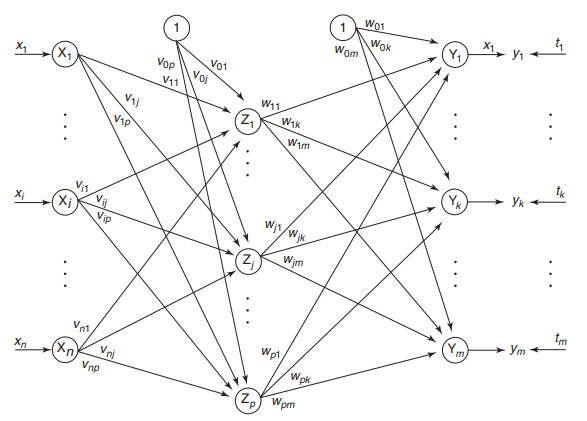 1 1
x1 X1 v0p v0j v01 v11 w01 w0k w0m Y1 x1 y1 t1
v1j v1p Z1 w11 w1k w1m
xi Xj vi1 vij vip Yk yk tk
wj1 wjk wjm Zj
xn Xn vn1 vnj vnp Ym ym tm
wp1 wpk wpm Zp